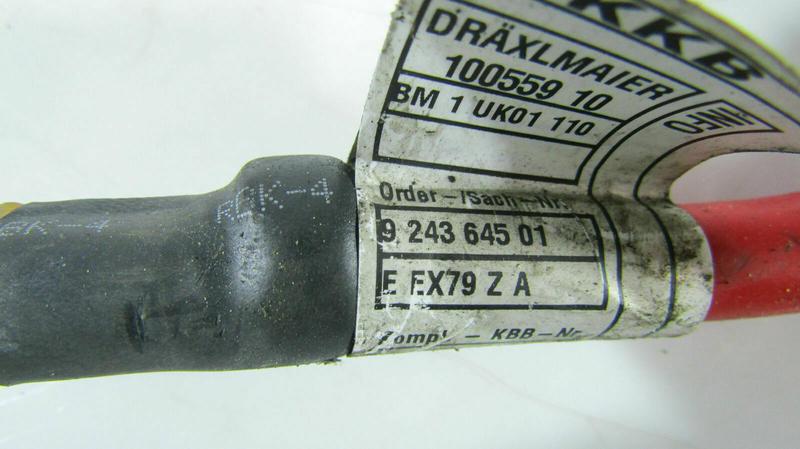 KKB
DRÄXLMAIER
100559 10
BM 1 UK01 110
Order-/Sach-Nr.
9 243 645 01
E EX79 Z A
Kompl. - KBB-Nr.
RCK-4